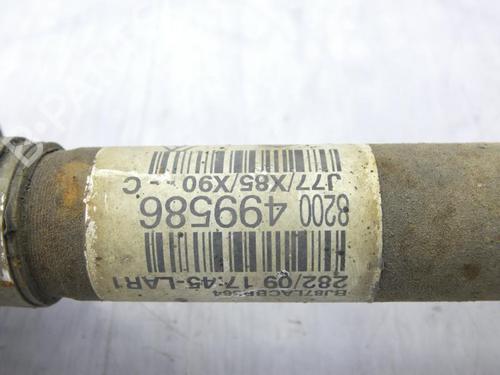 J77/X85/X90 - - C
8200 499586
H
282/09 17:45-LAR1